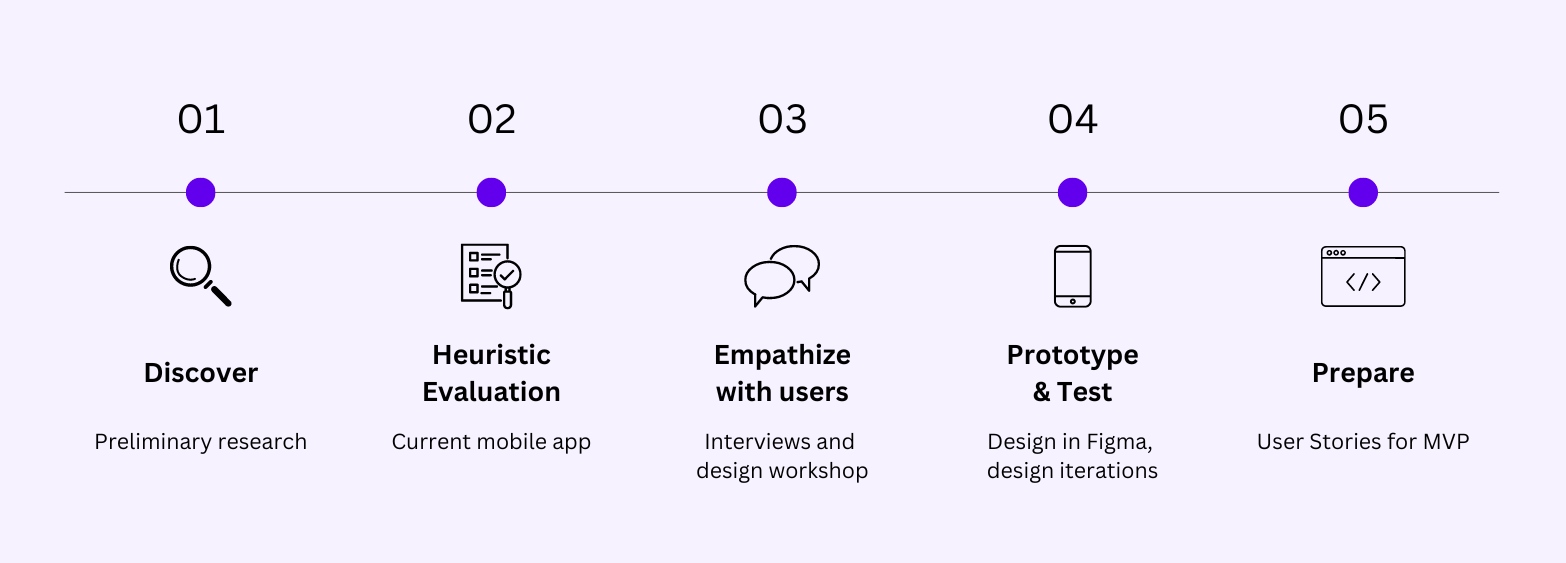 01
02
03
04
05
Discover
Heuristic
Evaluation
Empathize
with users
Prototype
& Test
Prepare
Preliminary research
Current mobile app
Interviews and
design workshop
Design in Figma,
design iterations
User Stories for MVP